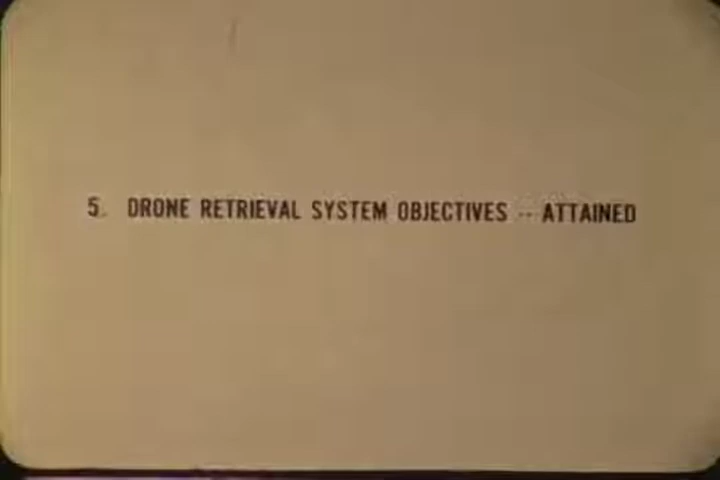 5. DRONE RETRIEVAL SYSTEM OBJECTIVES -- ATTAINED